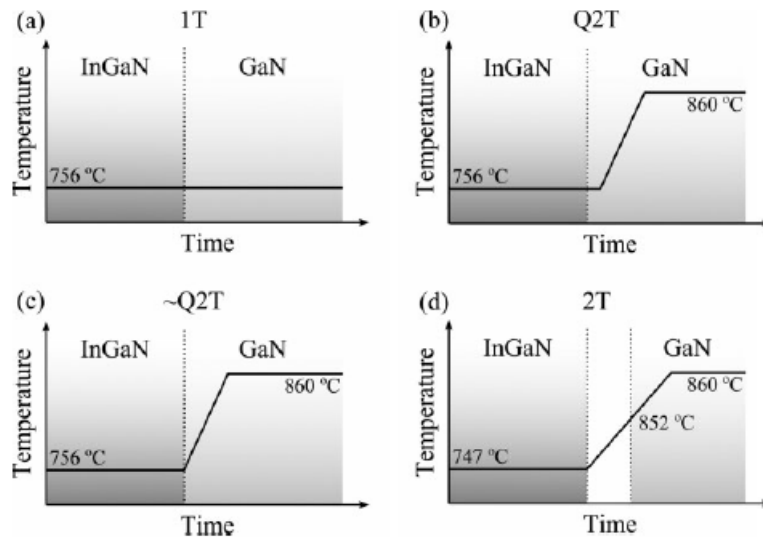 (a) 1T
InGaN GaN
756 °C
Temperature
Time
(b) Q2T
InGaN GaN
860 °C
756 °C
Temperature
Time
(c) ~Q2T
InGaN GaN
860 °C
756 °C
Temperature
Time
(d) 2T
InGaN GaN
860 °C
852 °C
747 °C
Temperature
Time